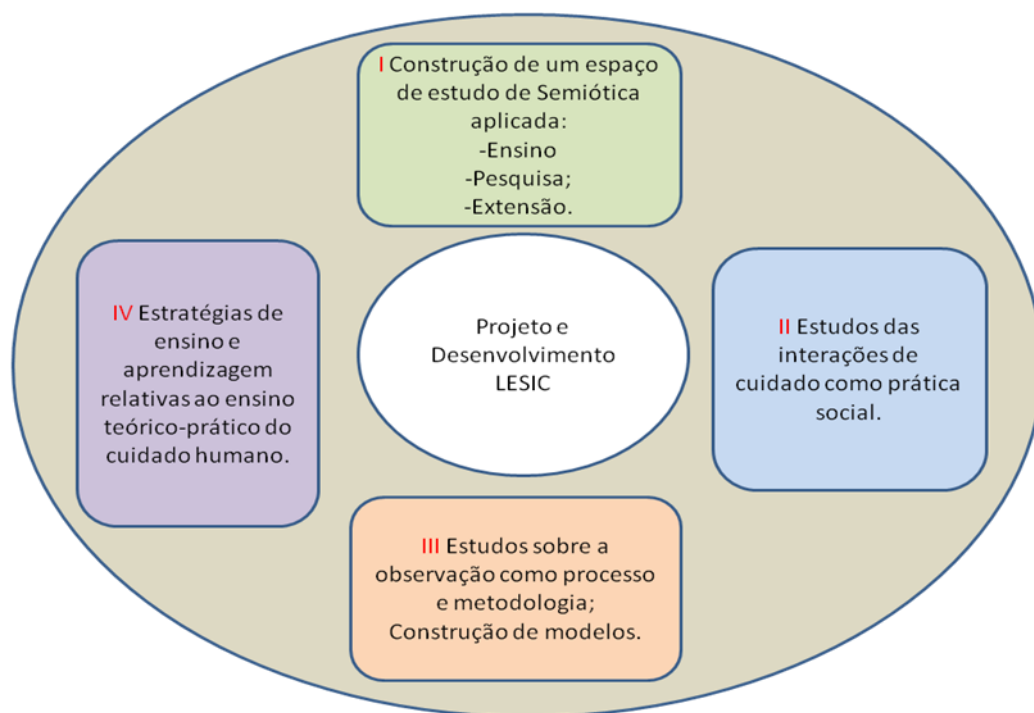 I Construção de um espaço
de estudo de Semiótica
aplicada:
-Ensino
-Pesquisa;
-Extensão.
IV Estratégias de
ensino e
aprendizagem
relativas ao ensino
teórico-prático do
cuidado humano.
Projeto e
Desenvolvimento
LESIC
II Estudos das
interações de
cuidado como prática
social.
III Estudos sobre a
observação como processo
e metodologia;
Construção de modelos.